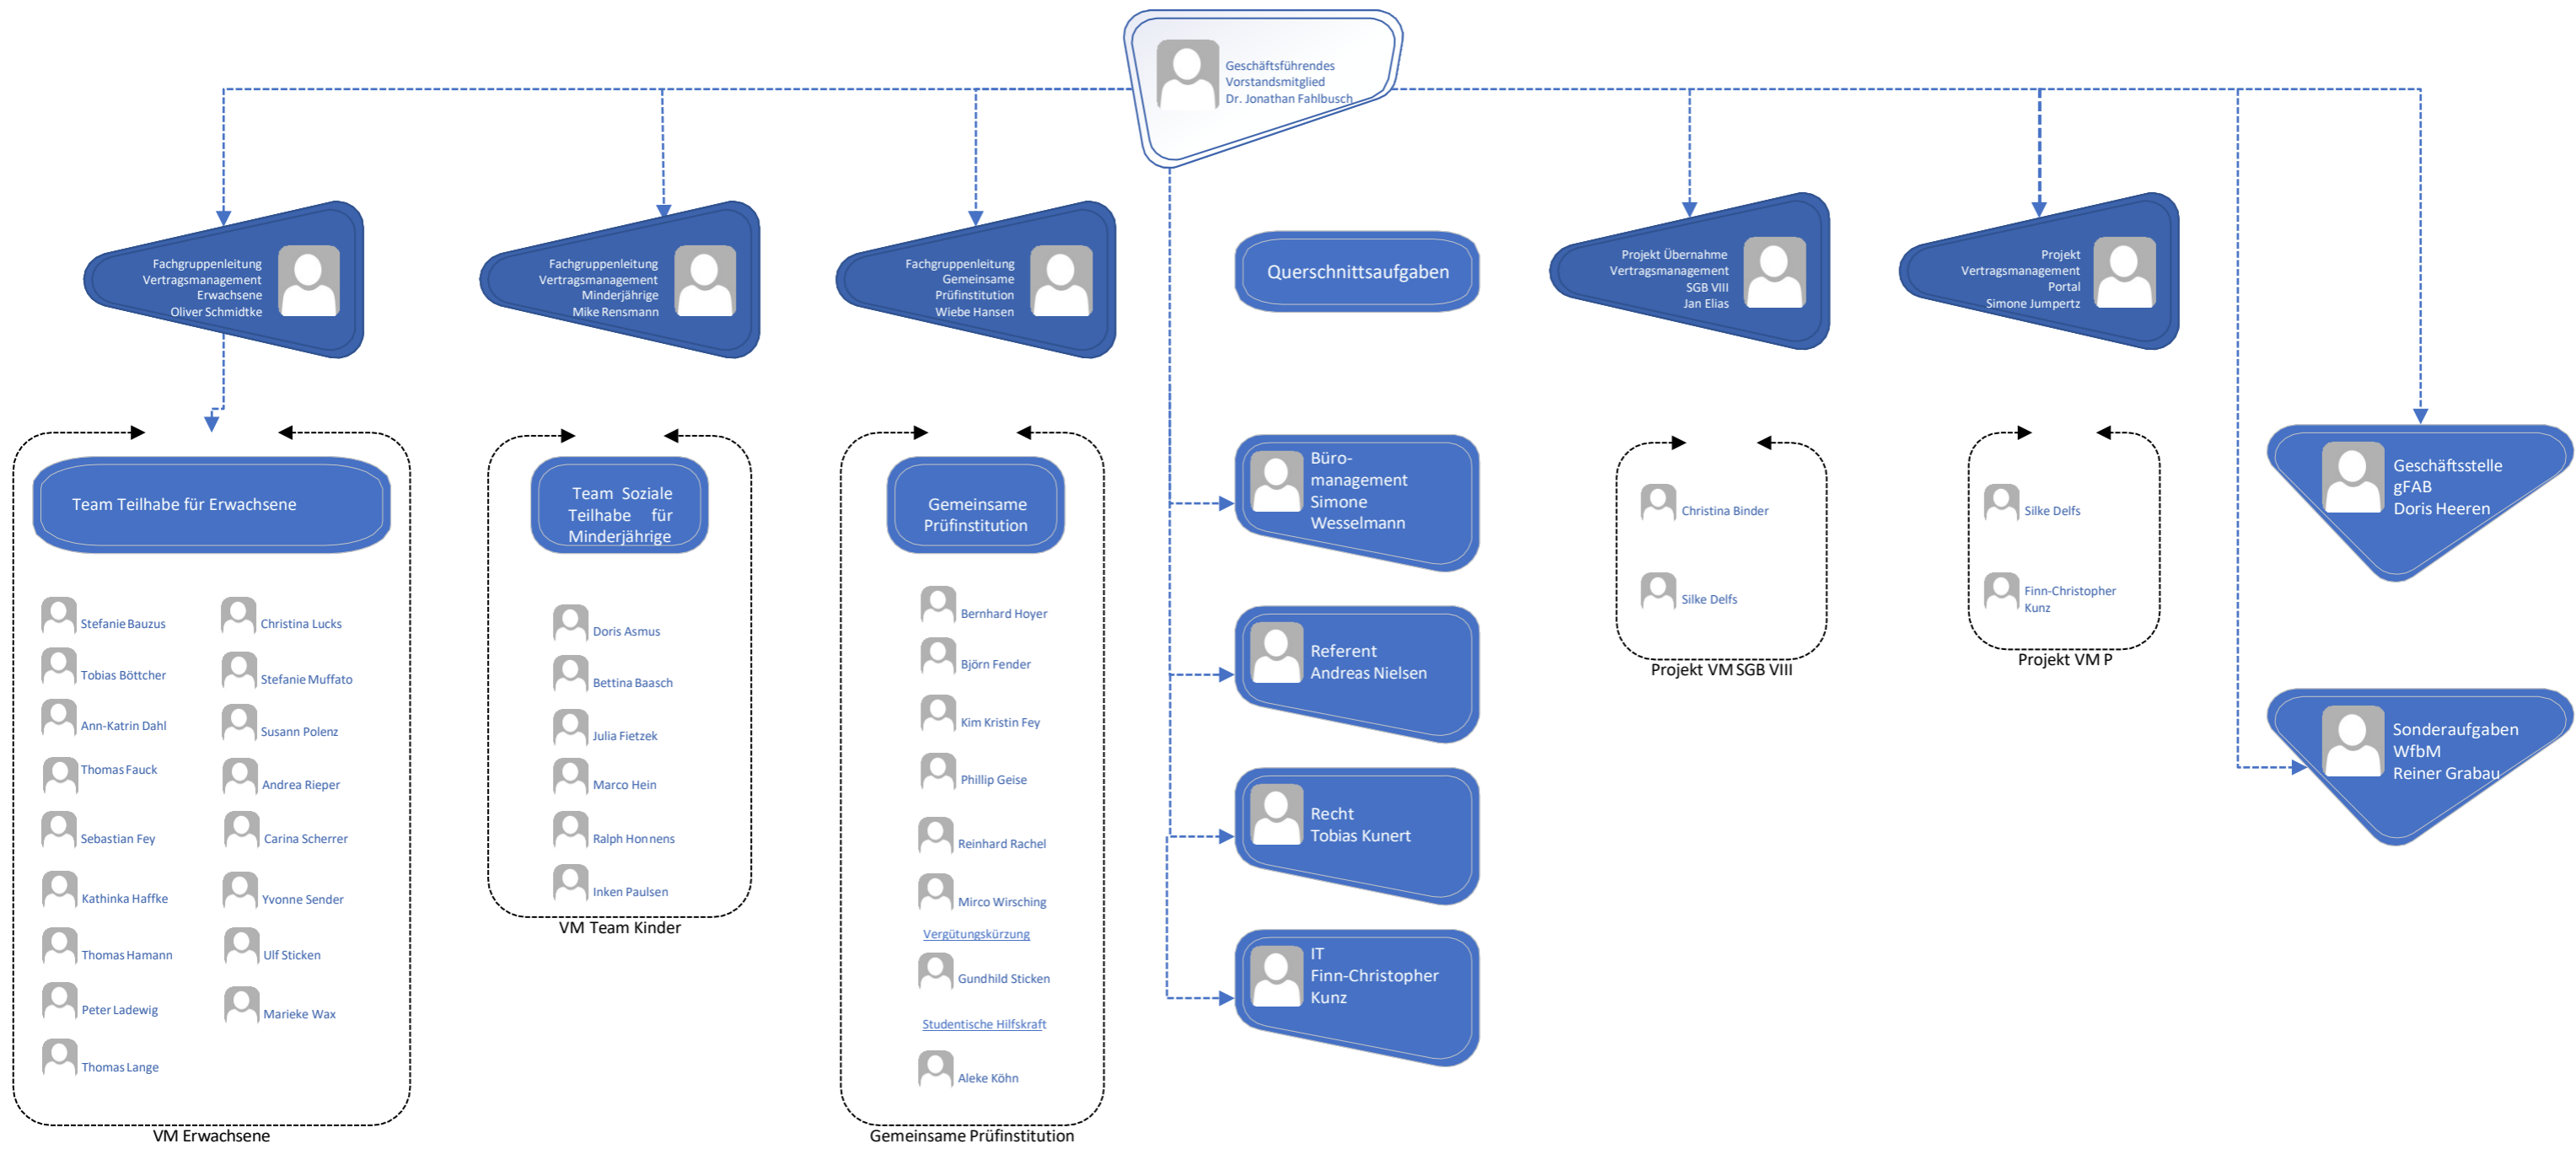 Geschäftsführendes
Vorstandsmitglied
Dr. Jonathan Fahlbusch
Fachgruppenleitung
Vertragsmanagement
Erwachsene
Oliver Schmidtke
Fachgruppenleitung
Vertragsmanagement
Minderjährige
Mike Rensmann
Fachgruppenleitung
Gemeinsame
Prüfinstitution
Wiebe Hansen
Querschnittsaufgaben
Projekt Übernahme
Vertragsmanagement
SGB VIII
Jan Elias
Projekt
Vertragsmanagement
Portal
Simone Jumpertz
Team Teilhabe für Erwachsene
Stefanie Bauzus
Tobias Böttcher
Ann-Katrin Dahl
Thomas Fauck
Sebastian Fey
Kathinka Haffke
Thomas Hamann
Peter Ladewig
Thomas Lange
Christina Lucks
Stefanie Muffato
Susann Polenz
Andrea Rieper
Carina Scherrer
Yvonne Sender
Ulf Sticken
Marieke Wax
VM Erwachsene
Team Soziale
Teilhabe für
Minderjährige
Doris Asmus
Bettina Baasch
Julia Fietzek
Marco Hein
Ralph Honnens
Inken Paulsen
VM Team Kinder
Gemeinsame
Prüfinstitution
Bernhard Hoyer
Björn Fender
Kim Kristin Fey
Phillip Geise
Reinhard Rachel
Mirco Wirsching
Vergütungskürzung
Gundhild Sticken
Studentische Hilfskraft
Aleke Köhn
Gemeinsame Prüfinstitution
Büro-
management
Simone
Wesselmann
Referent
Andreas Nielsen
Recht
Tobias Kunert
IT
Finn-Christopher
Kunz
Christina Binder
Silke Delfs
Projekt VM SGB VIII
Silke Delfs
Finn-Christopher
Kunz
Projekt VM P
Geschäftsstelle
gFAB
Doris Heeren
Sonderaufgaben
WfbM
Reiner Grabau